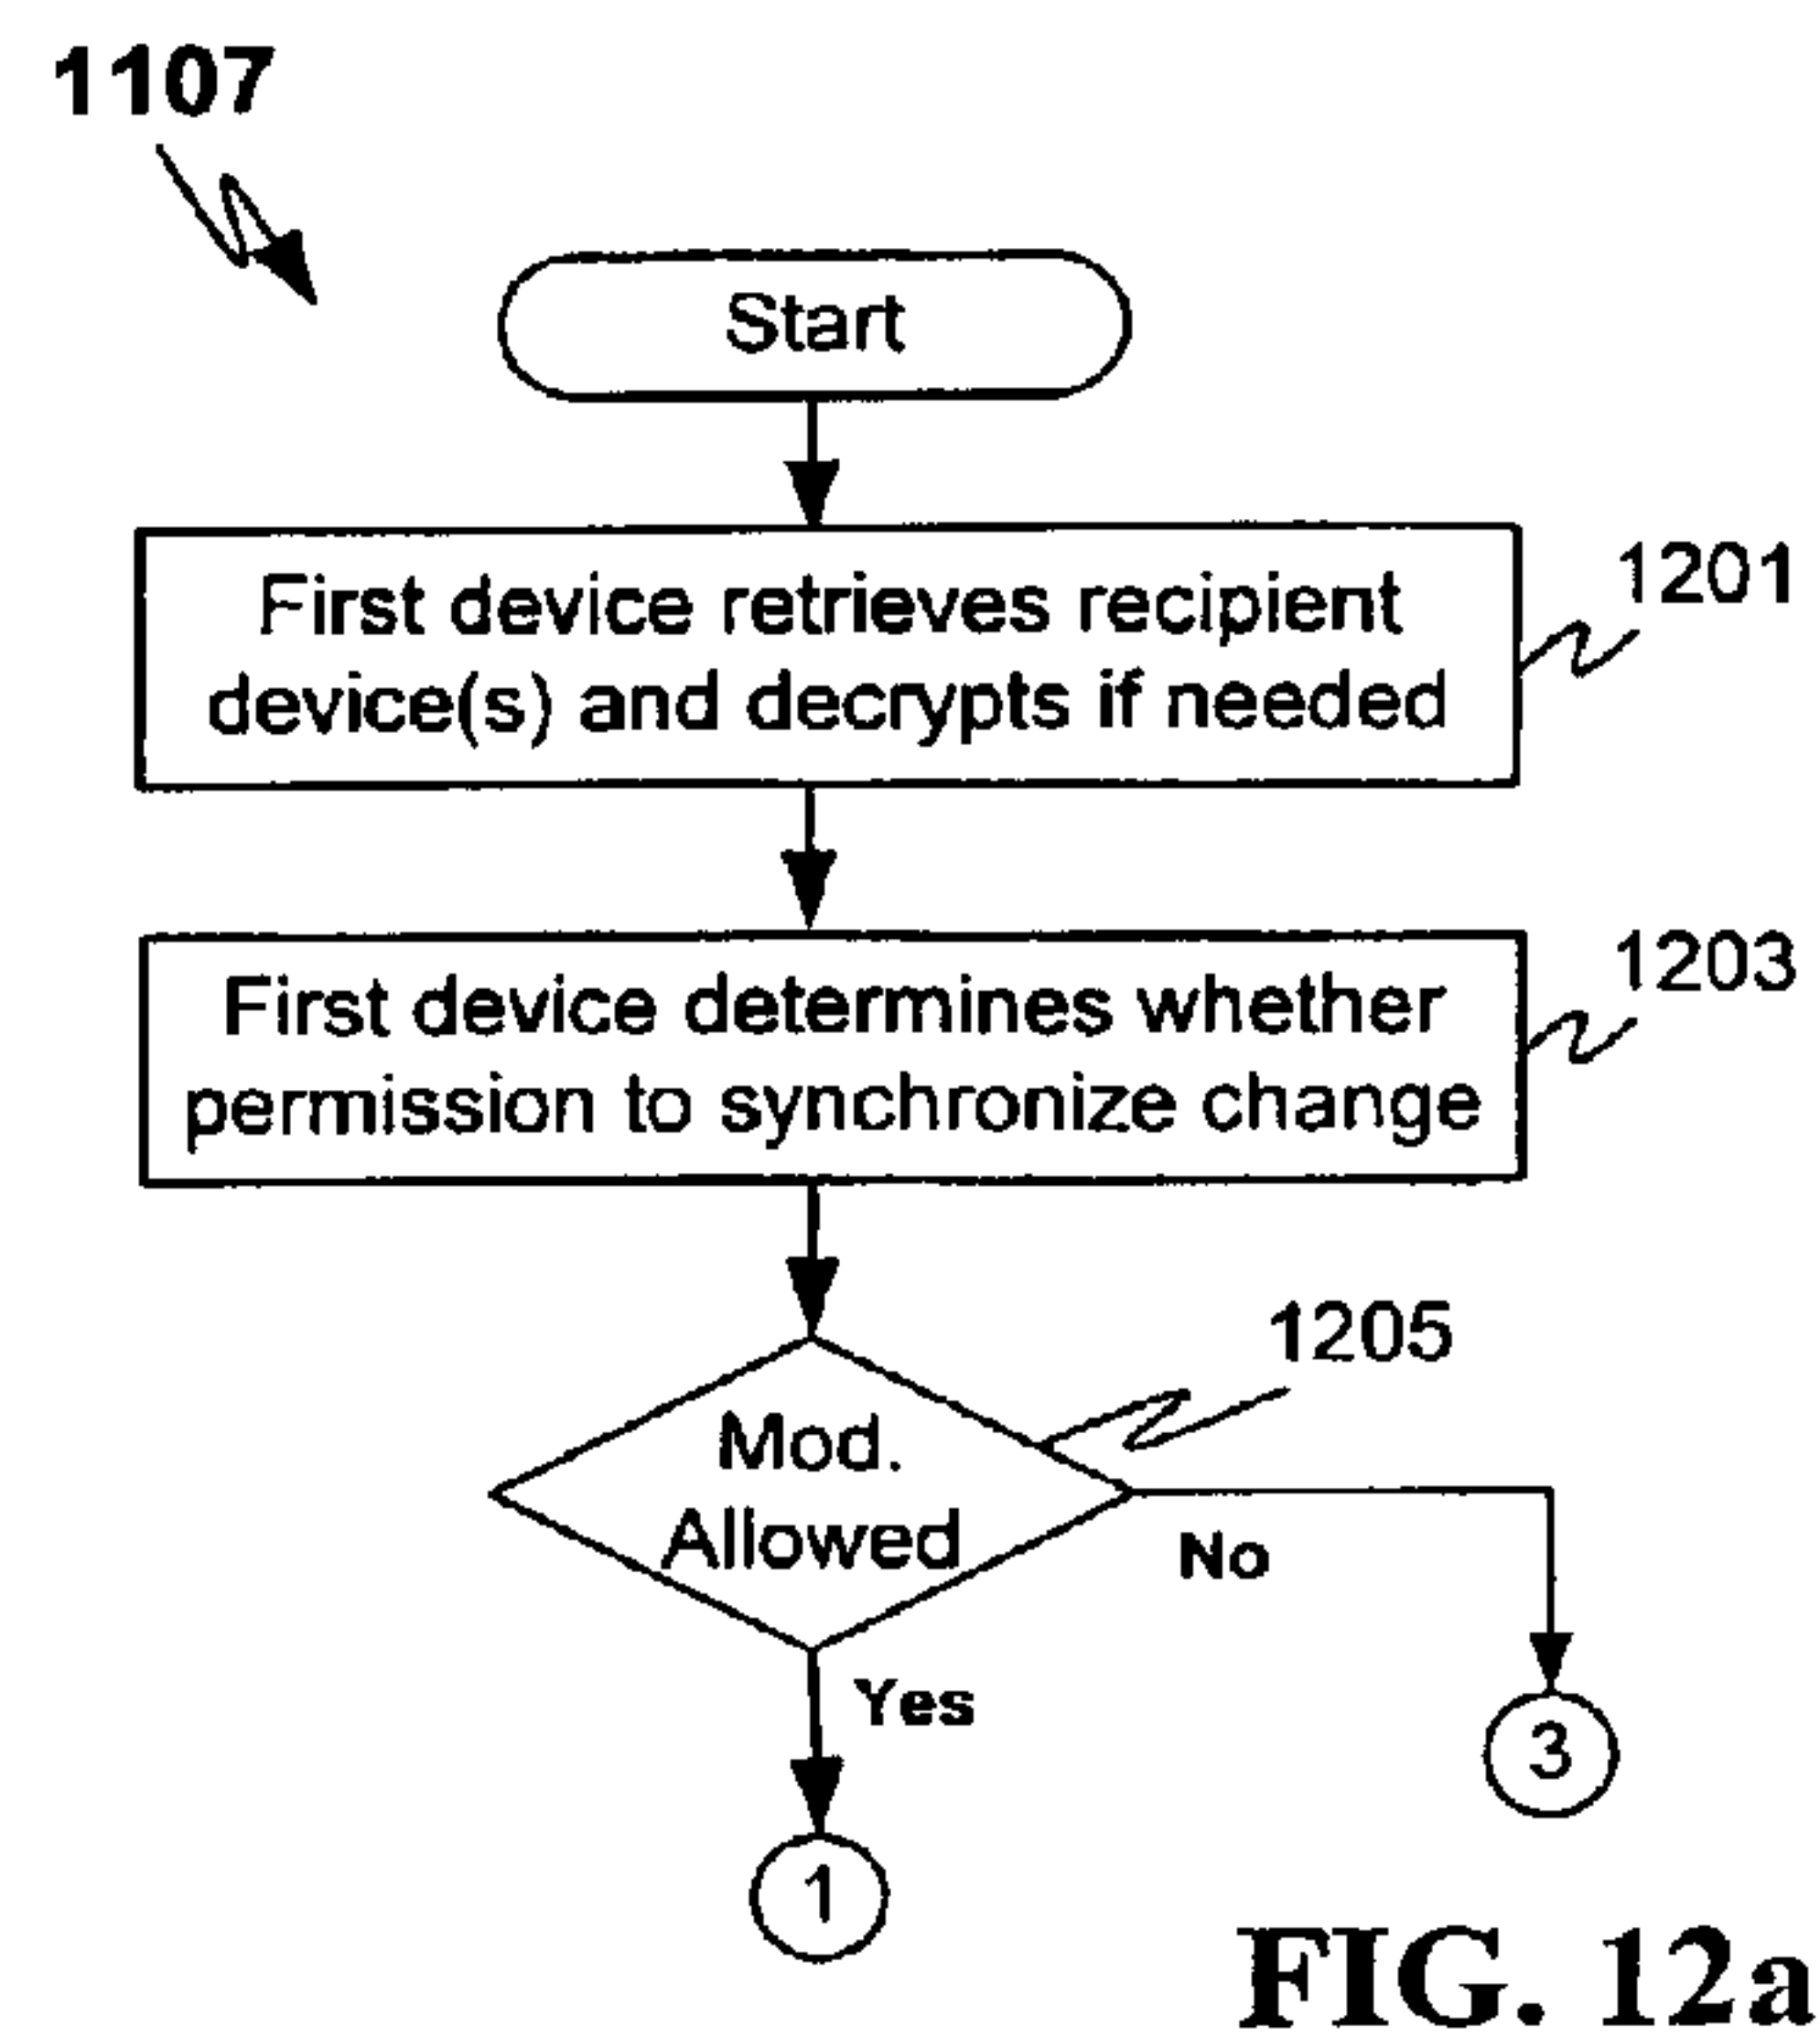 1107
Start
First device retrieves recipient
device(s) and decrypts if needed
1201
First device determines whether
permission to synchronize change
1203
1205
Mod.
Allowed
No
Yes
3
1
FIG. 12a